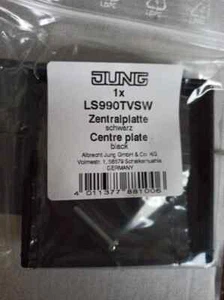 JUNG
1x
LS990TVSW
Zentralplatte
schwarz
Centre plate
black
Albrecht Jung GmbH & Co. KG
Volmestr. 1, 58579 Schalksmühle
GERMANY
4 011377 881006